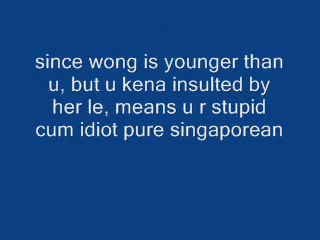 since wong is younger than
u, but u kena insulted by
her le, means u r stupid
cum idiot pure singaporean